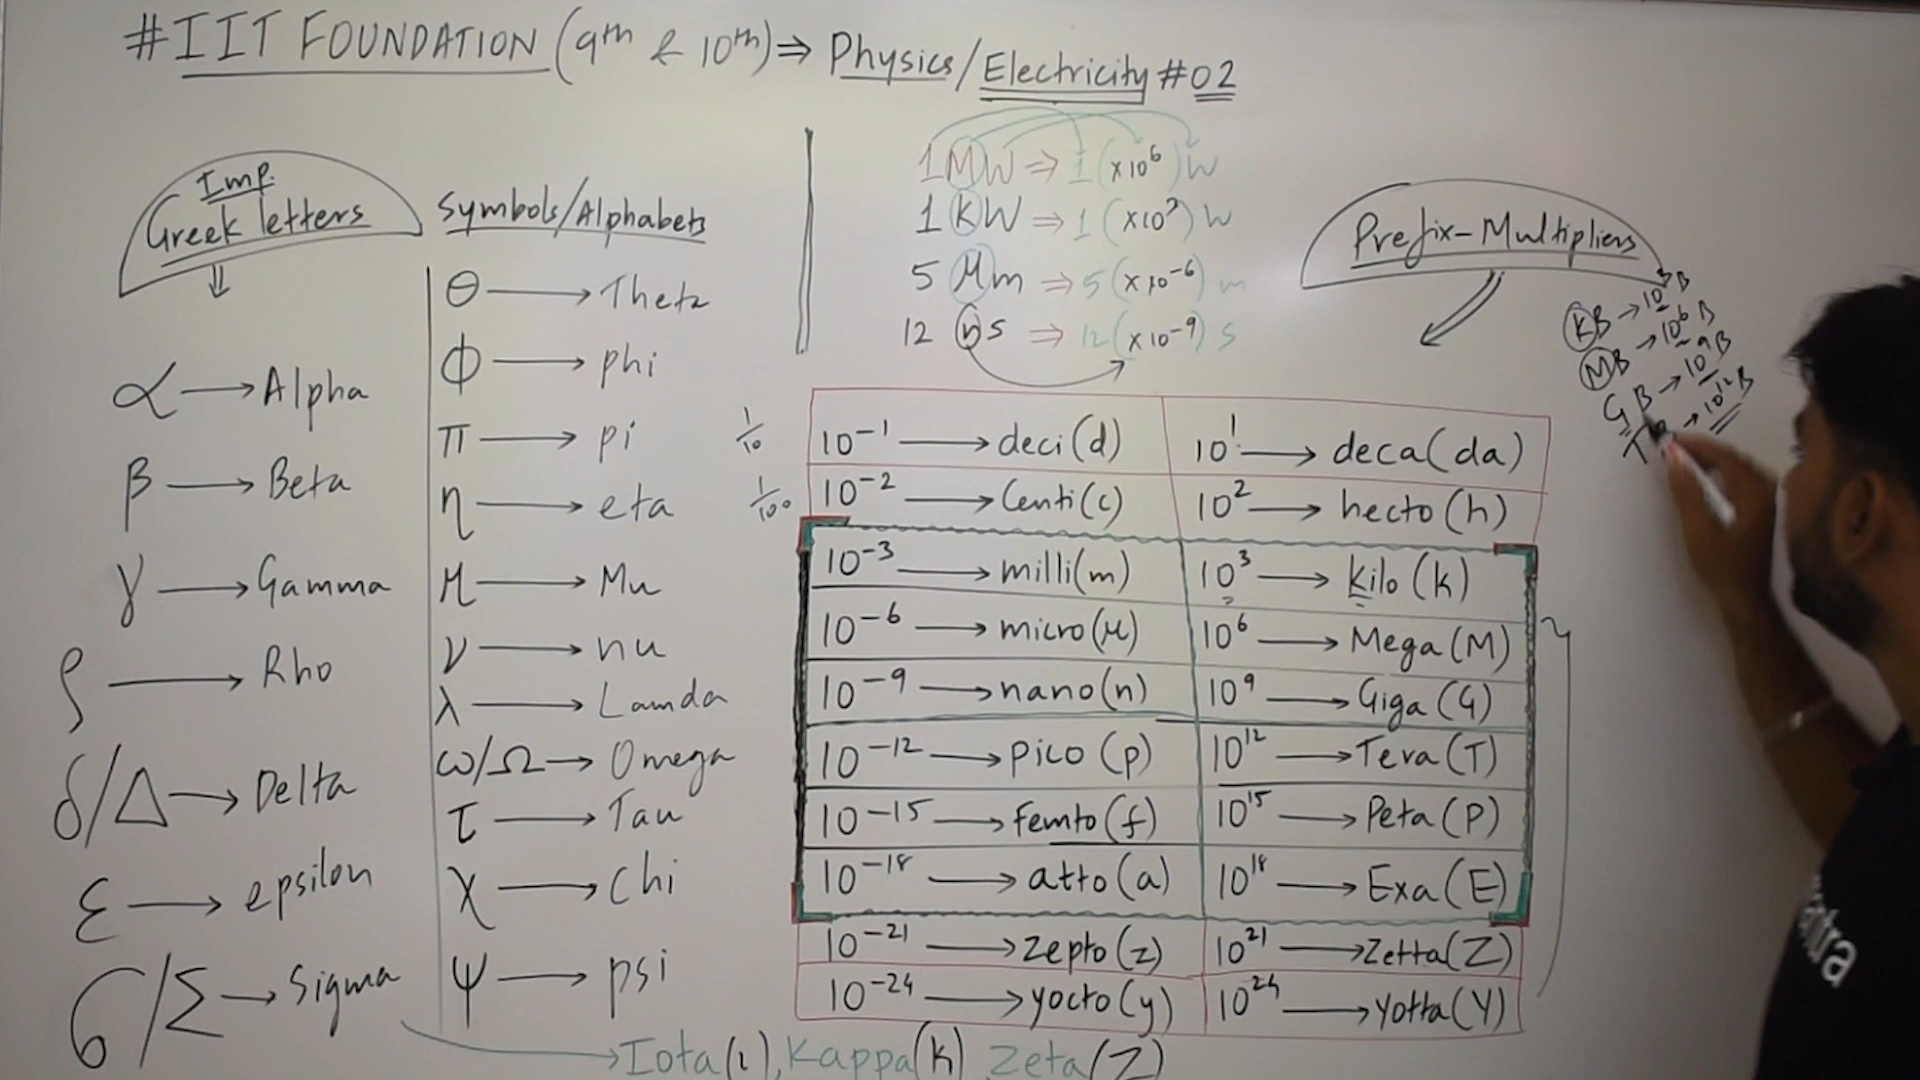 #IIT FOUNDATION (9th & 10th) ⇒ Physics/Electricity #02
Imp.
Greek letters
⇓
α → Alpha
β → Beta
γ → Gamma
ρ → Rho
δ/Δ → Delta
ε → epsilon
σ/Σ → Sigma
Symbols/Alphabets
θ → Theta
ϕ → phi
π → pi
η → eta
μ → Mu
ν → nu
λ → Lamda
ω/Ω → Omega
τ → Tau
χ → chi
ψ → psi
→ Iota(ι), Kappa(k) Zeta(Z)
1MW ⇒ 1 (×10⁶) W
1 kW ⇒ 1 (×10³) W
5 μm ⇒ 5 (×10⁻⁶) m
12 ns ⇒ 12 (×10⁻⁹) s
Prefix-Multipliers
KB → 10³ B
MB → 10⁶ B
GB → 10⁹ B
T → 10¹² B
1/10 10⁻¹ → deci(d) 10¹ → deca(da)
1/100 10⁻² → Centi(c) 10² → hecto(h)
10⁻³ → milli(m) 10³ → kilo(k)
10⁻⁶ → micro(μ) 10⁶ → Mega(M)
10⁻⁹ → nano(n) 10⁹ → Giga(G)
10⁻¹² → pico(p) 10¹² → Tera(T)
10⁻¹⁵ → femto(f) 10¹⁵ → Peta(P)
10⁻¹⁸ → atto(a) 10¹⁸ → Exa(E)
10⁻²¹ → Zepto(z) 10²¹ → Zetta(Z)
10⁻²⁴ → yocto(y) 10²⁴ → yotta(Y)